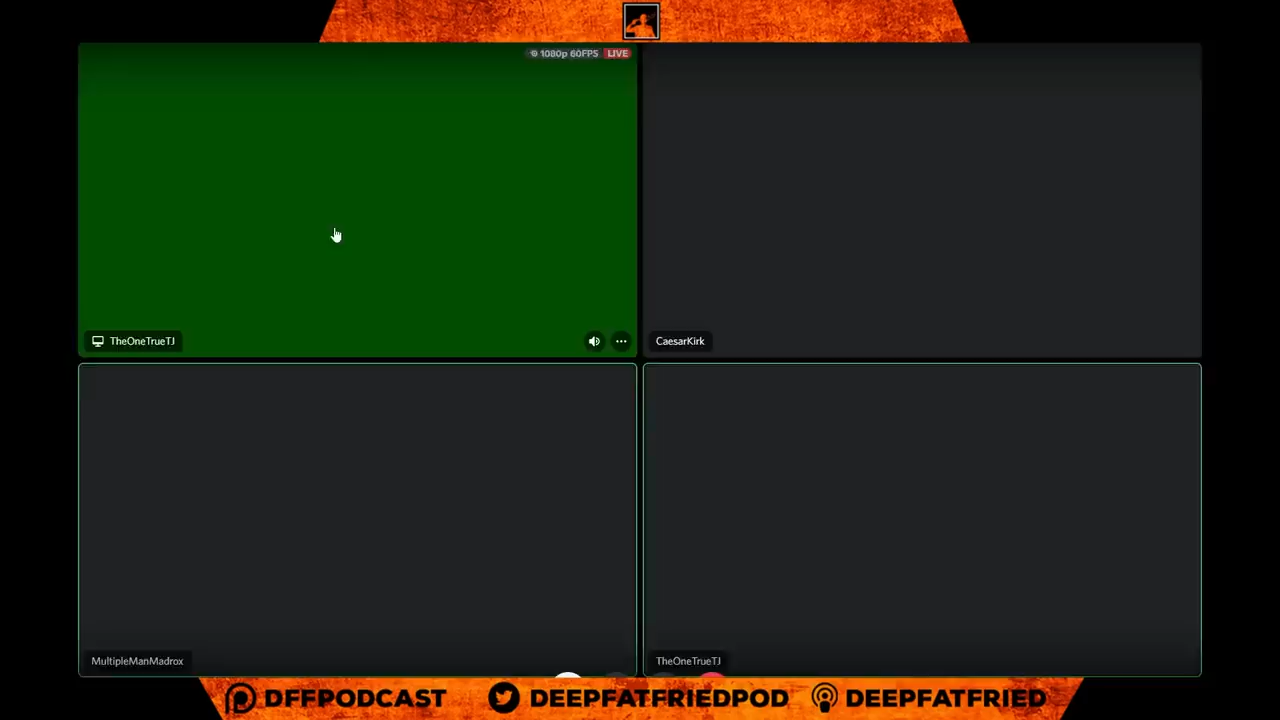 1080p 60FPS LIVE
TheOneTrueTJ
CaesarKirk
MultipleManMadrox
TheOneTrueTJ
DFFPODCAST DEEPFATFRIEDPOD DEEPFATFRIED